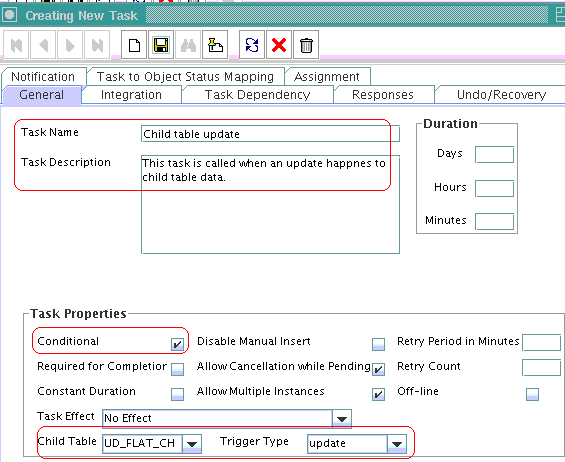 Creating New Task
Notification Task to Object Status Mapping Assignment
General Integration Task Dependency Responses Undo/Recovery
Task Name Child table update
Task Description This task is called when an update happnes to
child table data.
Duration
Days
Hours
Minutes
Task Properties
Conditional Disable Manual Insert Retry Period in Minutes
Required for Completior Allow Cancellation while Pending Retry Count
Constant Duration Allow Multiple Instances Off-line
Task Effect No Effect
Child Table UD_FLAT_CH Trigger Type update